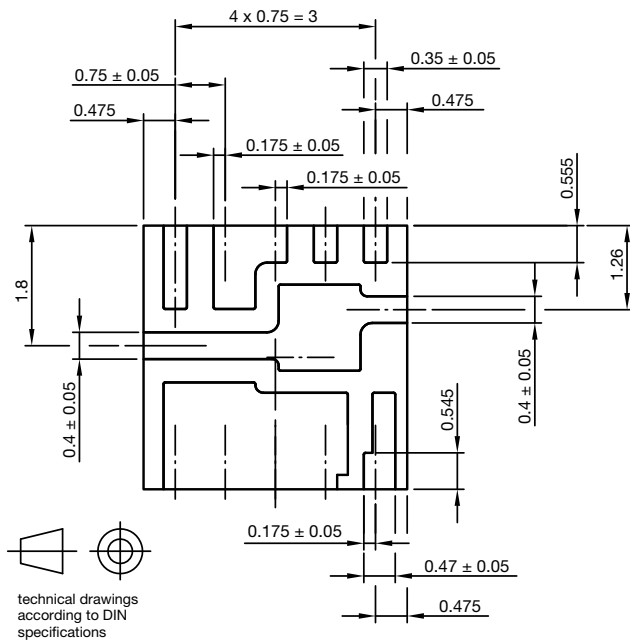 4 x 0.75 = 3
0.75 ± 0.05
0.35 ± 0.05
0.475
0.475
0.175 ± 0.05
0.175 ± 0.05
0.555
1.8
1.26
0.4 ± 0.05
0.4 ± 0.05
0.545
0.175 ± 0.05
0.47 ± 0.05
0.475
technical drawings
according to DIN
specifications